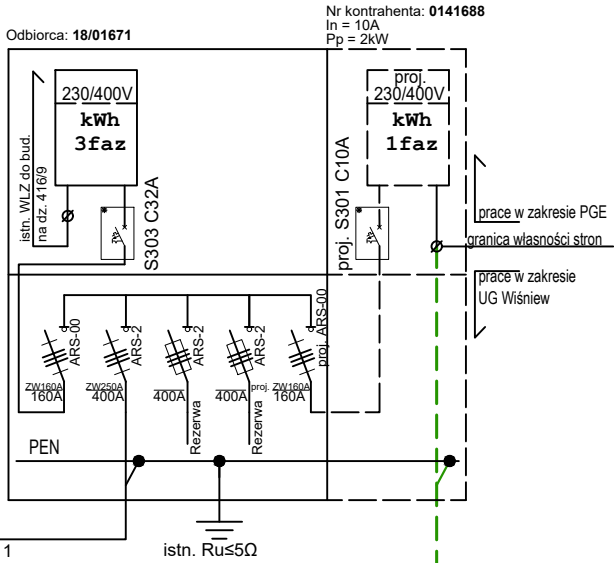 Nr kontrahenta: 0141688
In = 10A
Pp = 2kW
Odbiorca: 18/01671
230/400V
kWh
3faz
proj.
230/400V
kWh
1faz
istn. WLZ do bud.
na dz. 416/9
S303 C32A
proj. S301 C10A
prace w zakresie PGE
granica własności stron
prace w zakresie
UG Wiśniew
ARS-00
ARS-2
ARS-2
ARS-2
proj. ARS-00
ZW160A
160A
ZW250A
400A
400A
Rezerwa
400A
Rezerwa
proj. ZW160A
160A
PEN
1
istn. Ru≤5Ω